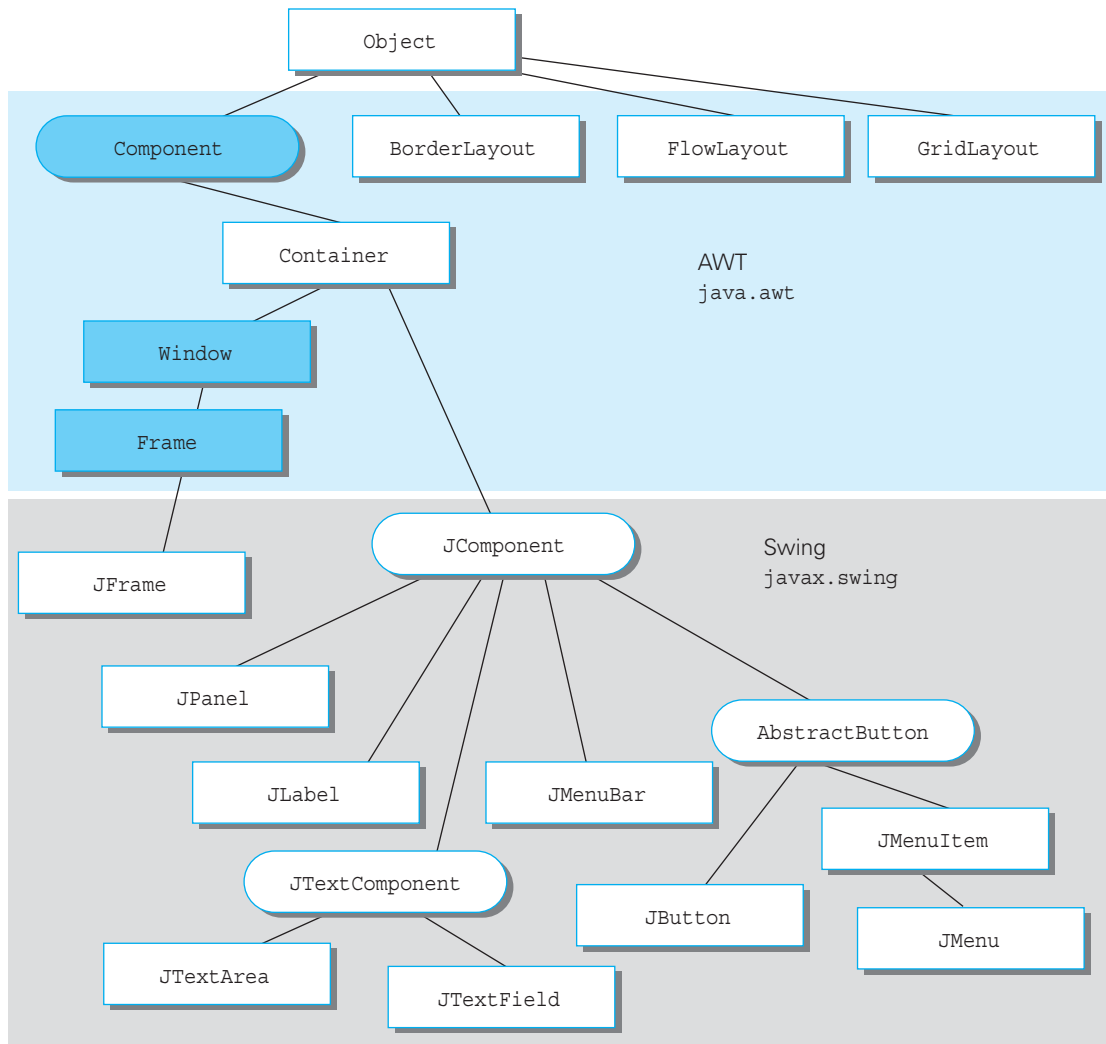 Object
Component
BorderLayout
FlowLayout
GridLayout
Container
AWT
java.awt
Window
Frame
JComponent
Swing
javax.swing
JFrame
JPanel
AbstractButton
JLabel
JMenuBar
JMenuItem
JTextComponent
JButton
JMenu
JTextArea
JTextField